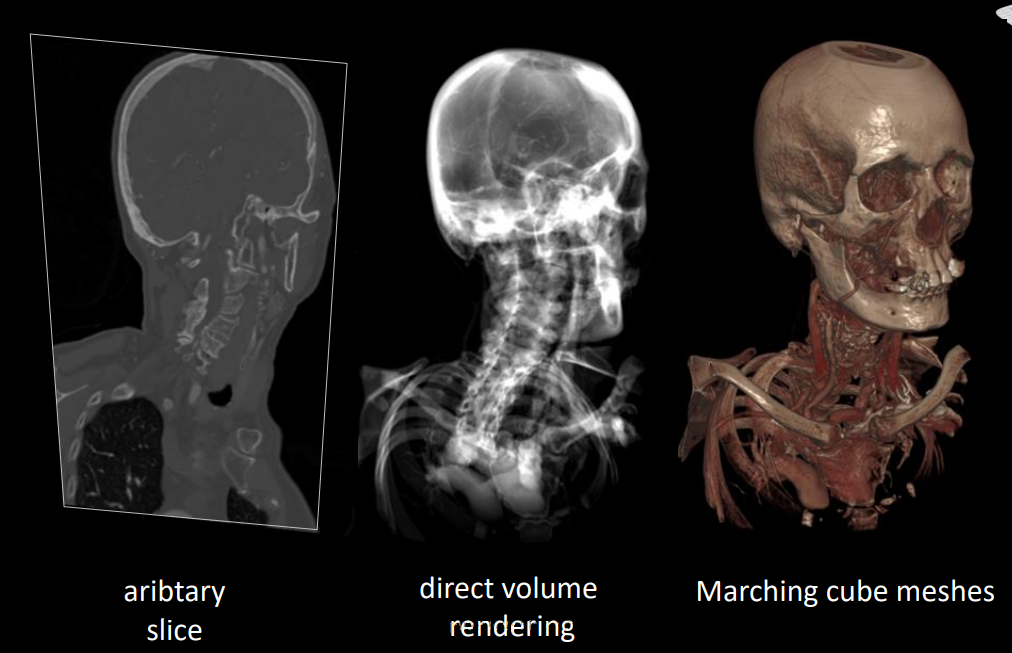 aribtary
slice
direct volume
rendering
Marching cube meshes